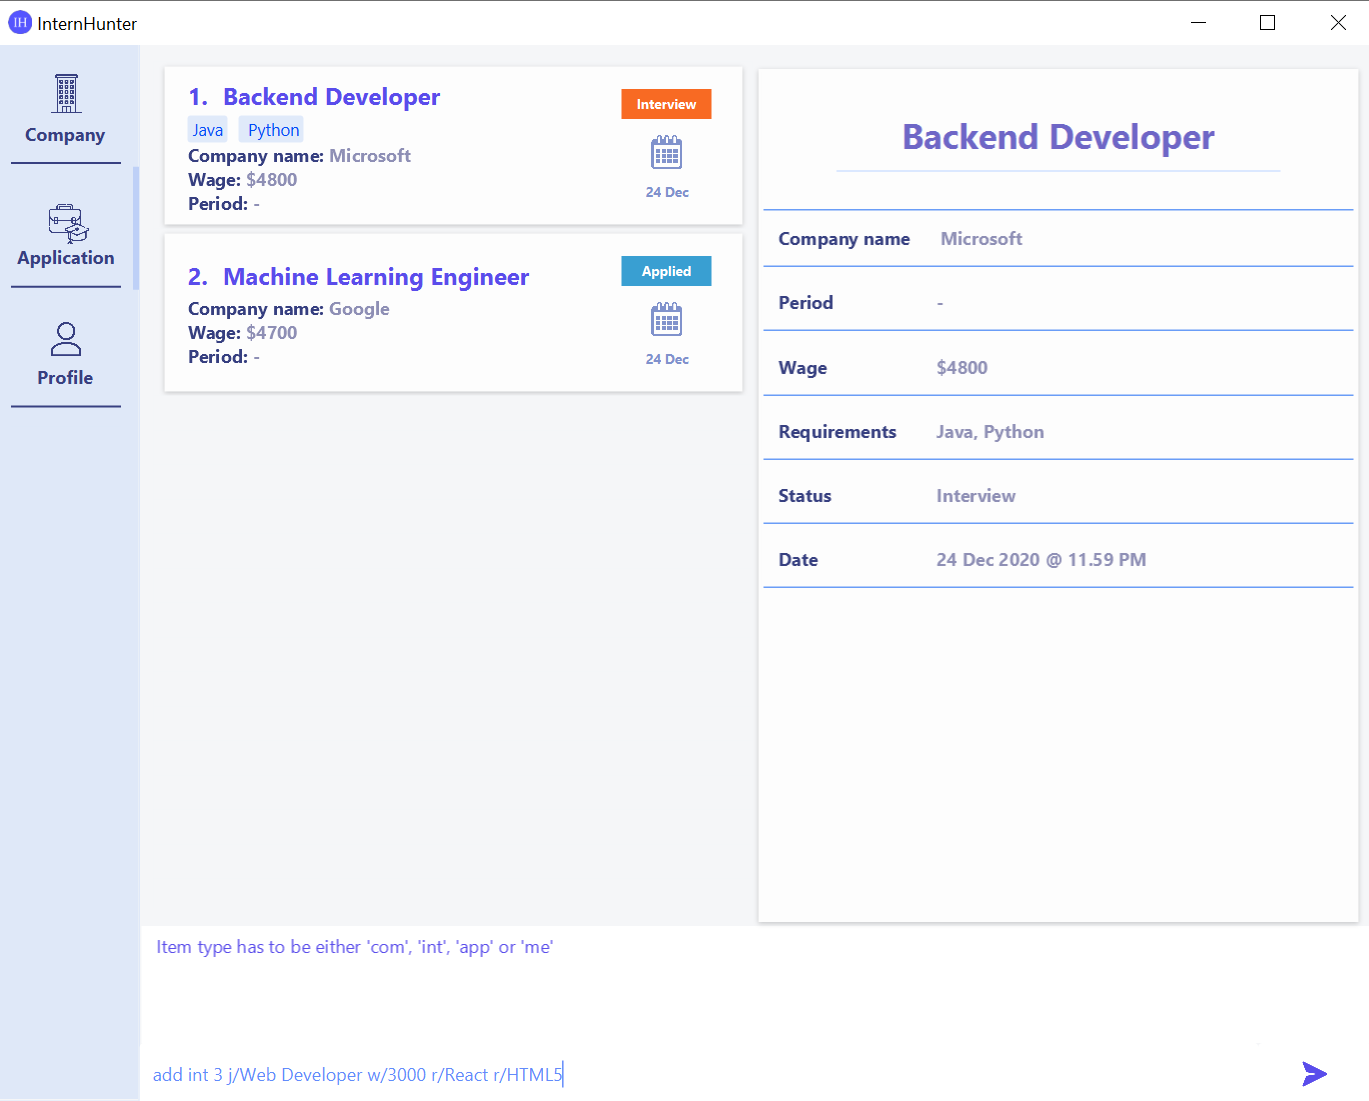 IH InternHunter
Company
Application
Profile
1. Backend Developer
Java Python
Company name: Microsoft
Wage: $4800
Period: -
Interview
24 Dec
2. Machine Learning Engineer
Company name: Google
Wage: $4700
Period: -
Applied
24 Dec
Backend Developer
Company name Microsoft
Period -
Wage $4800
Requirements Java, Python
Status Interview
Date 24 Dec 2020 @ 11.59 PM
Item type has to be either 'com', 'int', 'app' or 'me'
add int 3 j/Web Developer w/3000 r/React r/HTML5